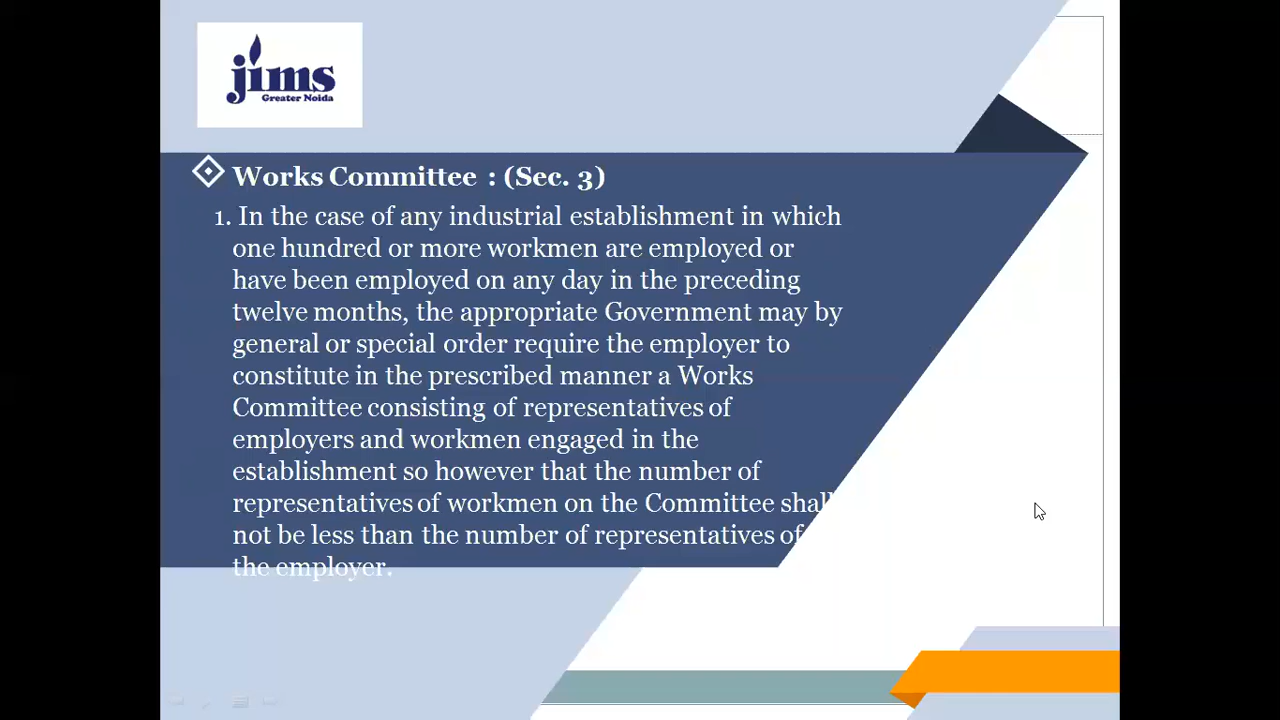 jims
Greater Noida
Works Committee : (Sec. 3)
1. In the case of any industrial establishment in which
one hundred or more workmen are employed or
have been employed on any day in the preceding
twelve months, the appropriate Government may by
general or special order require the employer to
constitute in the prescribed manner a Works
Committee consisting of representatives of
employers and workmen engaged in the
establishment so however that the number of
representatives of workmen on the Committee shall
not be less than the number of representatives of
the employer.